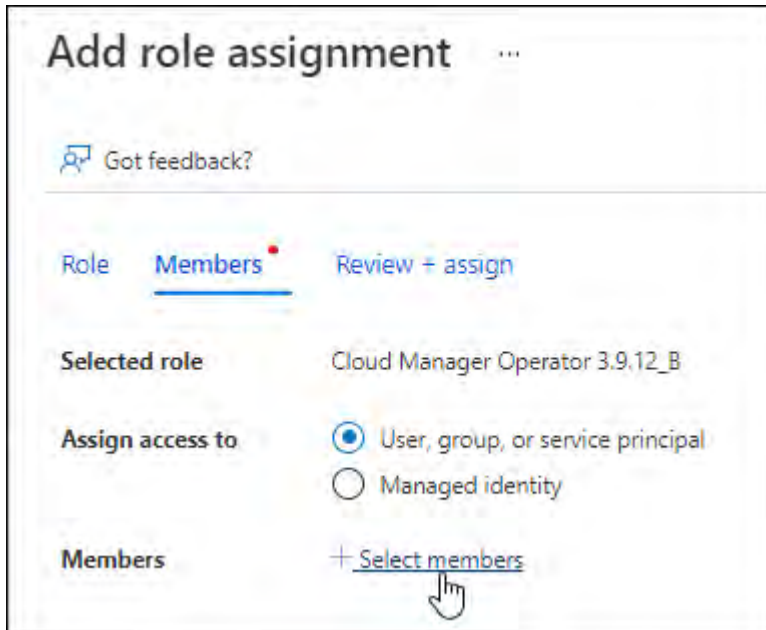 Add role assignment ...
Got feedback?
Role Members Review + assign
Selected role Cloud Manager Operator 3.9.12_B
Assign access to User, group, or service principal
Managed identity
Members + Select members